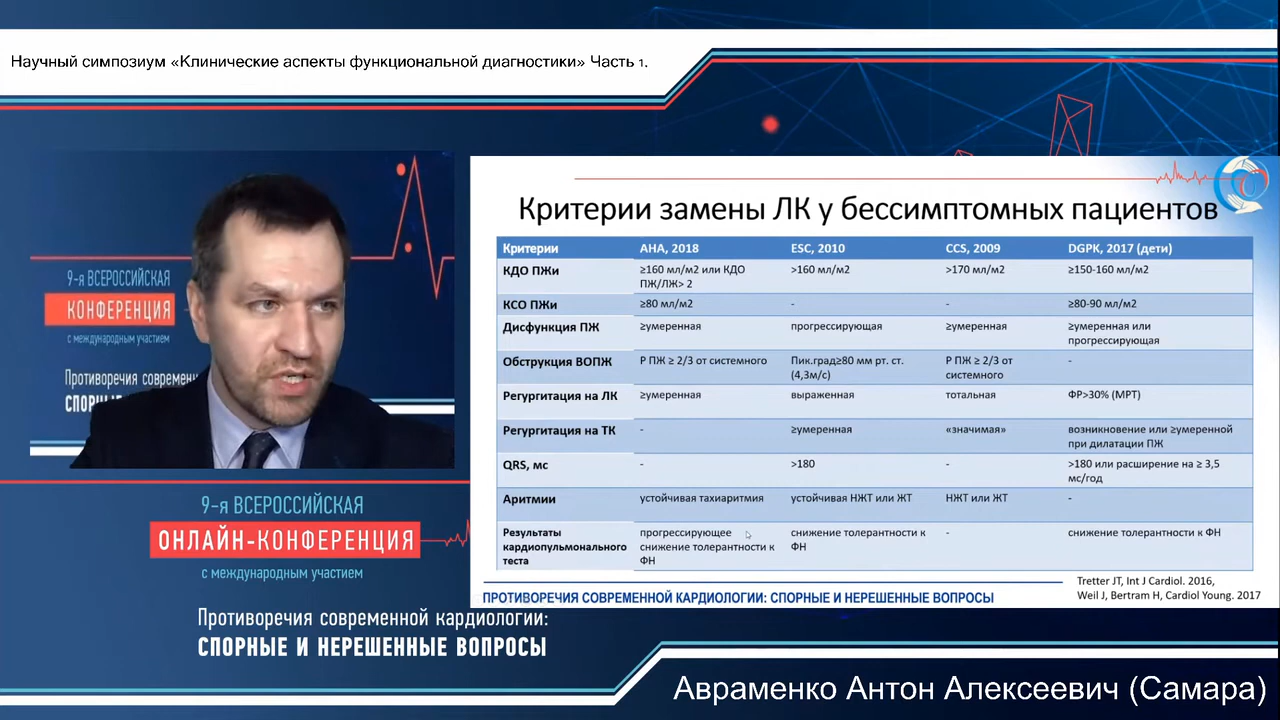 Научный симпозиум «Клинические аспекты функциональной диагностики» Часть 1.
9-я ВСЕРОССИЙСКАЯ
КОНФЕРЕНЦИЯ
с международным участием
Противоречия современн
СПОРНЫЕ
9-я ВСЕРОССИЙСКАЯ
ОНЛАЙН-КОНФЕРЕНЦИЯ
с международным участием
Противоречия современной кардиологии:
СПОРНЫЕ И НЕРЕШЕННЫЕ ВОПРОСЫ
Критерии замены ЛК у бессимптомных пациентов
Критерии AHA, 2018 ESC, 2010 CCS, 2009 DGPK, 2017 (дети)
КДО ПЖи ≥160 мл/м2 или КДО >160 мл/м2 >170 мл/м2 ≥150-160 мл/м2
ПЖ/ЛЖ> 2
КСО ПЖи ≥80 мл/м2 - - ≥80-90 мл/м2
Дисфункция ПЖ ≥умеренная прогрессирующая ≥умеренная ≥умеренная или
прогрессирующая
Обструкция ВОПЖ Р ПЖ ≥ 2/3 от системного Пик.град≥80 мм рт. ст. Р ПЖ ≥ 2/3 от -
(4,3м/с) системного
Регургитация на ЛК ≥умеренная выраженная тотальная ФР>30% (МРТ)
Регургитация на ТК - ≥умеренная «значимая» возникновение или ≥умеренной
при дилатации ПЖ
QRS, мс - >180 - >180 или расширение на ≥ 3,5
мс/год
Аритмии устойчивая тахиаритмия устойчивая НЖТ или ЖТ НЖТ или ЖТ -
Результаты прогрессирующее снижение толерантности к - снижение толерантности к ФН
кардиопульмонального снижение толерантности к ФН
теста ФН
Tretter JT, Int J Cardiol. 2016,
Weil J, Bertram H, Cardiol Young. 2017
ПРОТИВОРЕЧИЯ СОВРЕМЕННОЙ КАРДИОЛОГИИ: СПОРНЫЕ И НЕРЕШЕННЫЕ ВОПРОСЫ
Авраменко Антон Алексеевич (Самара)